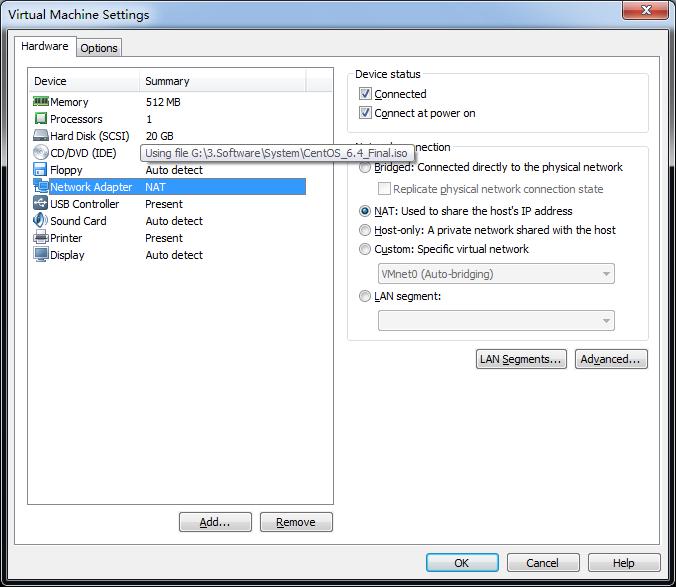 Virtual Machine Settings
Hardware
Options
Device Summary
Memory 512 MB
Processors 1
Hard Disk (SCSI) 20 GB
CD/DVD (IDE) Using file G:\3.Software\System\CentOS_6.4_Final.iso
Floppy Auto detect
Network Adapter NAT
USB Controller Present
Sound Card Auto detect
Printer Present
Display Auto detect
Add...
Remove
Device status
Connected
Connect at power on
connection
Bridged: Connected directly to the physical network
Replicate physical network connection state
NAT: Used to share the host's IP address
Host-only: A private network shared with the host
Custom: Specific virtual network
VMnet0 (Auto-bridging)
LAN segment:
LAN Segments...
Advanced...
OK
Cancel
Help